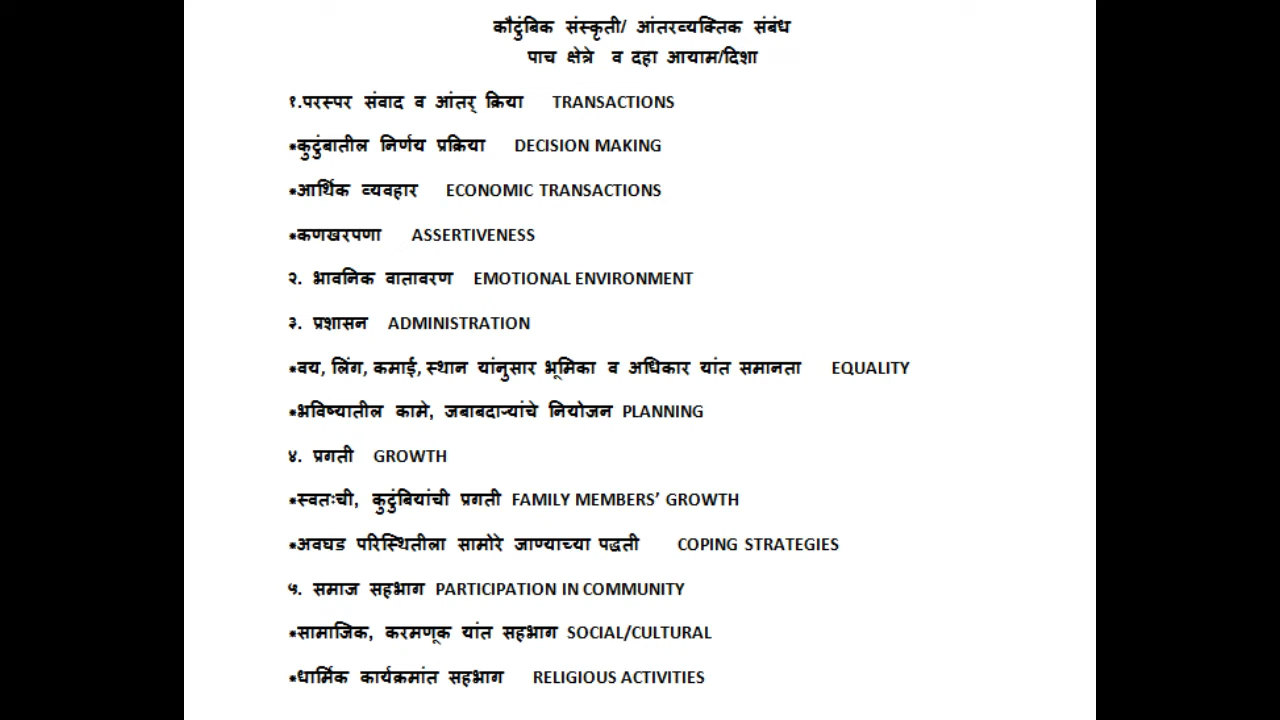 कौटुंबिक संस्कृती/ आंतरव्यक्तिक संबंध
पाच क्षेत्रे व दहा आयाम/दिशा
१.परस्पर संवाद व आंतर् क्रिया TRANSACTIONS
*कुटुंबातील निर्णय प्रक्रिया DECISION MAKING
*आर्थिक व्यवहार ECONOMIC TRANSACTIONS
*कणखरपणा ASSERTIVENESS
२. भावनिक वातावरण EMOTIONAL ENVIRONMENT
३. प्रशासन ADMINISTRATION
*वय, लिंग, कमाई, स्थान यांनुसार भूमिका व अधिकार यांत समानता EQUALITY
*भविष्यातील कामे, जबाबदाऱ्यांचे नियोजन PLANNING
४. प्रगती GROWTH
*स्वतःची, कुटुंबियांची प्रगती FAMILY MEMBERS’ GROWTH
*अवघड परिस्थितीला सामोरे जाण्याच्या पद्धती COPING STRATEGIES
५. समाज सहभाग PARTICIPATION IN COMMUNITY
*सामाजिक, करमणूक यांत सहभाग SOCIAL/CULTURAL
*धार्मिक कार्यक्रमांत सहभाग RELIGIOUS ACTIVITIES